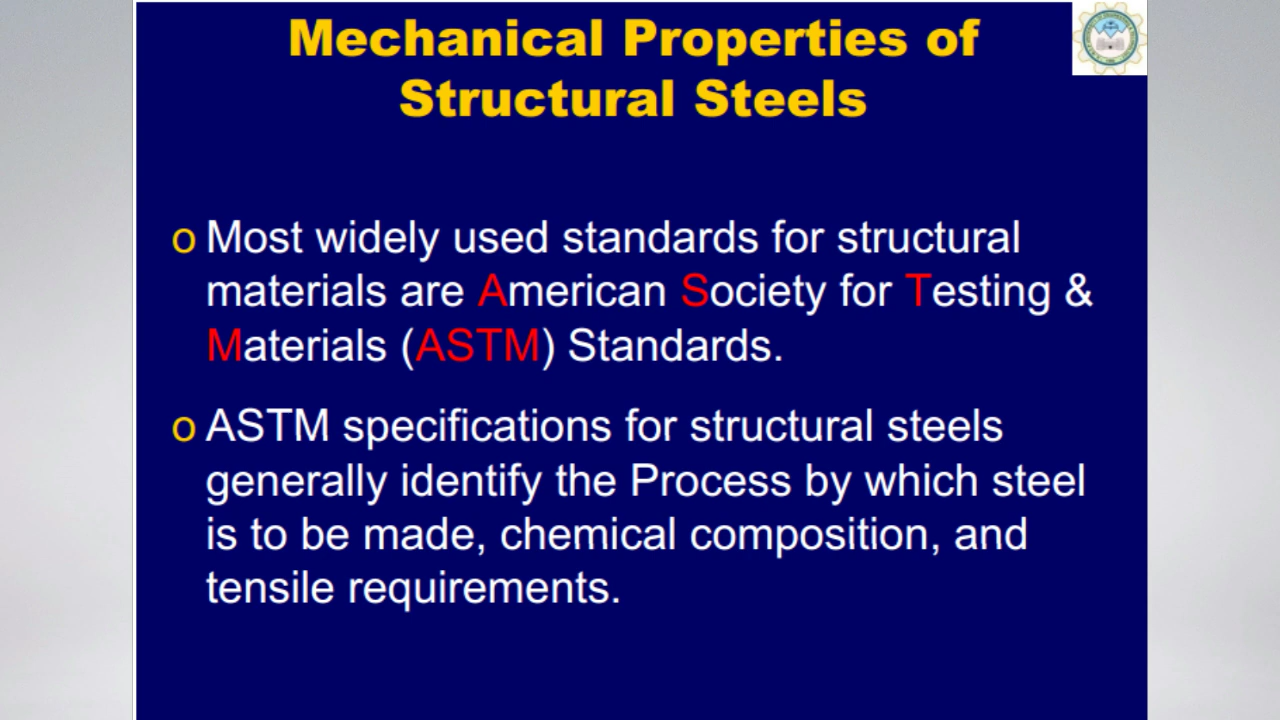 Mechanical Properties of
Structural Steels
o Most widely used standards for structural
materials are American Society for Testing &
Materials (ASTM) Standards.
o ASTM specifications for structural steels
generally identify the Process by which steel
is to be made, chemical composition, and
tensile requirements.